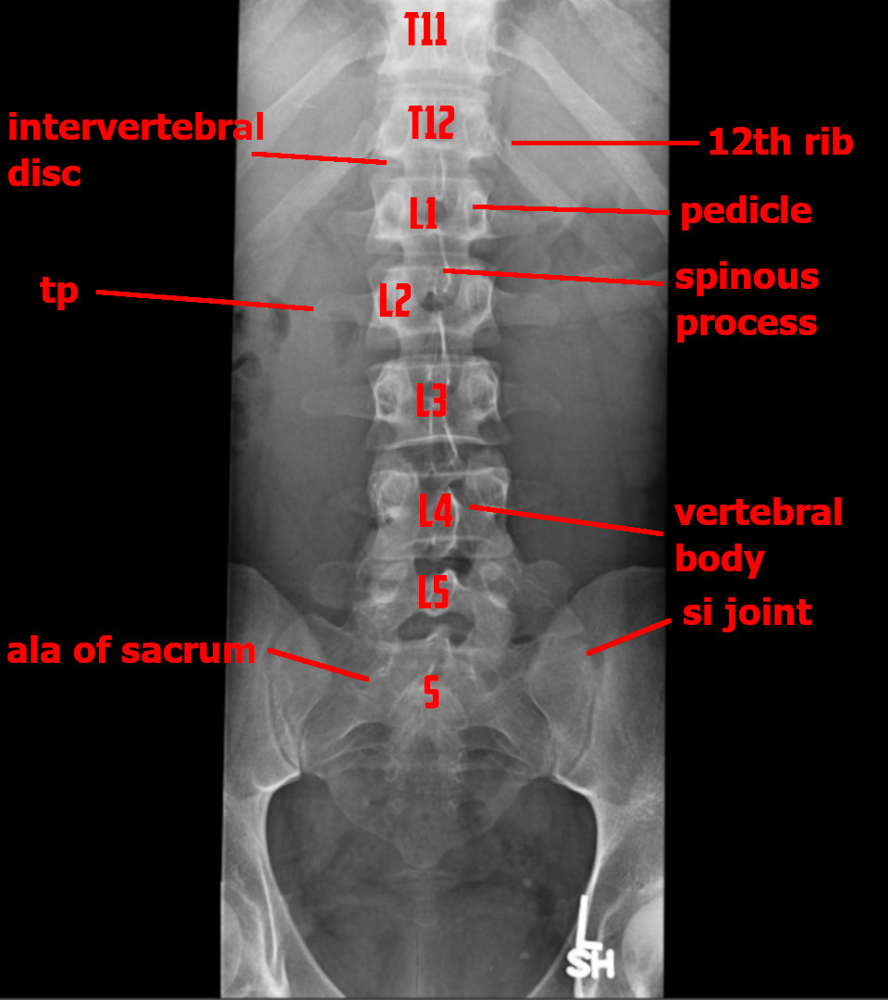 T11
intervertebral
disc
T12
12th rib
L1
pedicle
tp
L2
spinous
process
L3
L4
vertebral
body
L5
si joint
ala of sacrum
S
L
SH